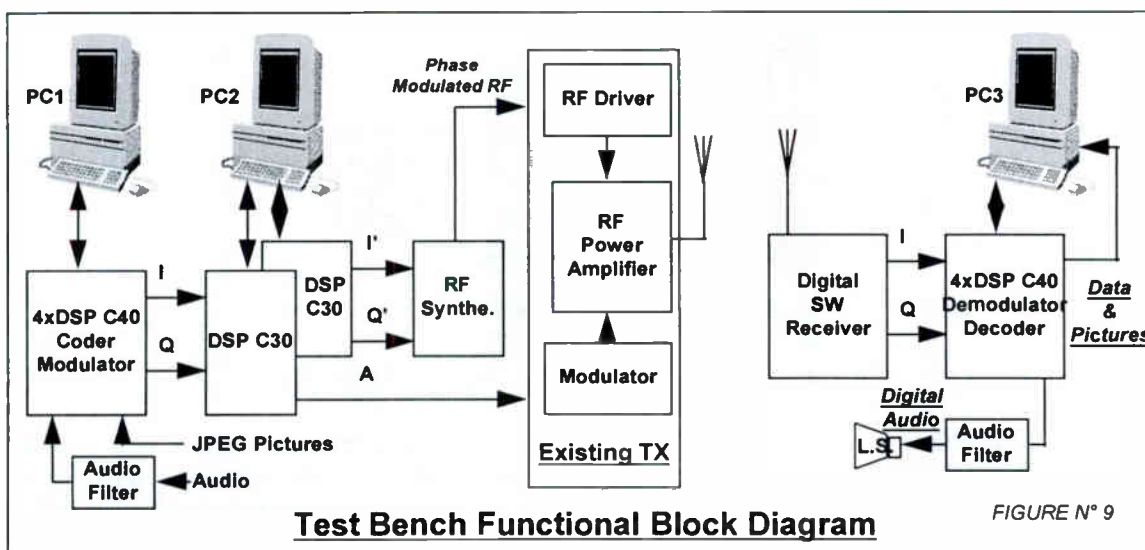 PC1
PC2
Phase
Modulated RF
RF Driver
RF
Power
Amplifier
Modulator
Existing TX
4xDSP C40
Coder
Modulator
I
Q
DSP C30
DSP
C30
I'
Q'
A
RF
Synthe.
JPEG Pictures
Audio
Filter
Audio
PC3
Digital
SW
Receiver
I
Q
4xDSP C40
Demodulator
Decoder
Data
&
Pictures
Digital
Audio
L.S.
Audio
Filter
Test Bench Functional Block Diagram
FIGURE N° 9